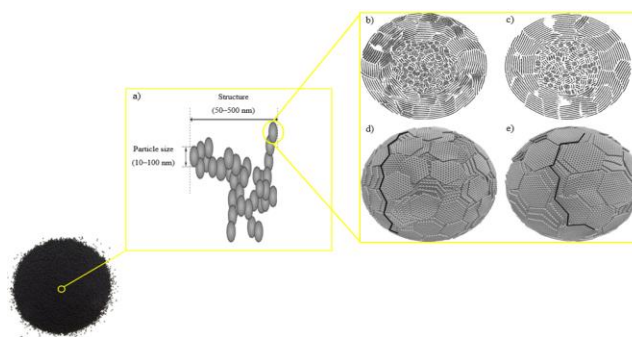 a)
Structure
(50~500 nm)
Particle size
(10~100 nm)
b)
c)
d)
e)